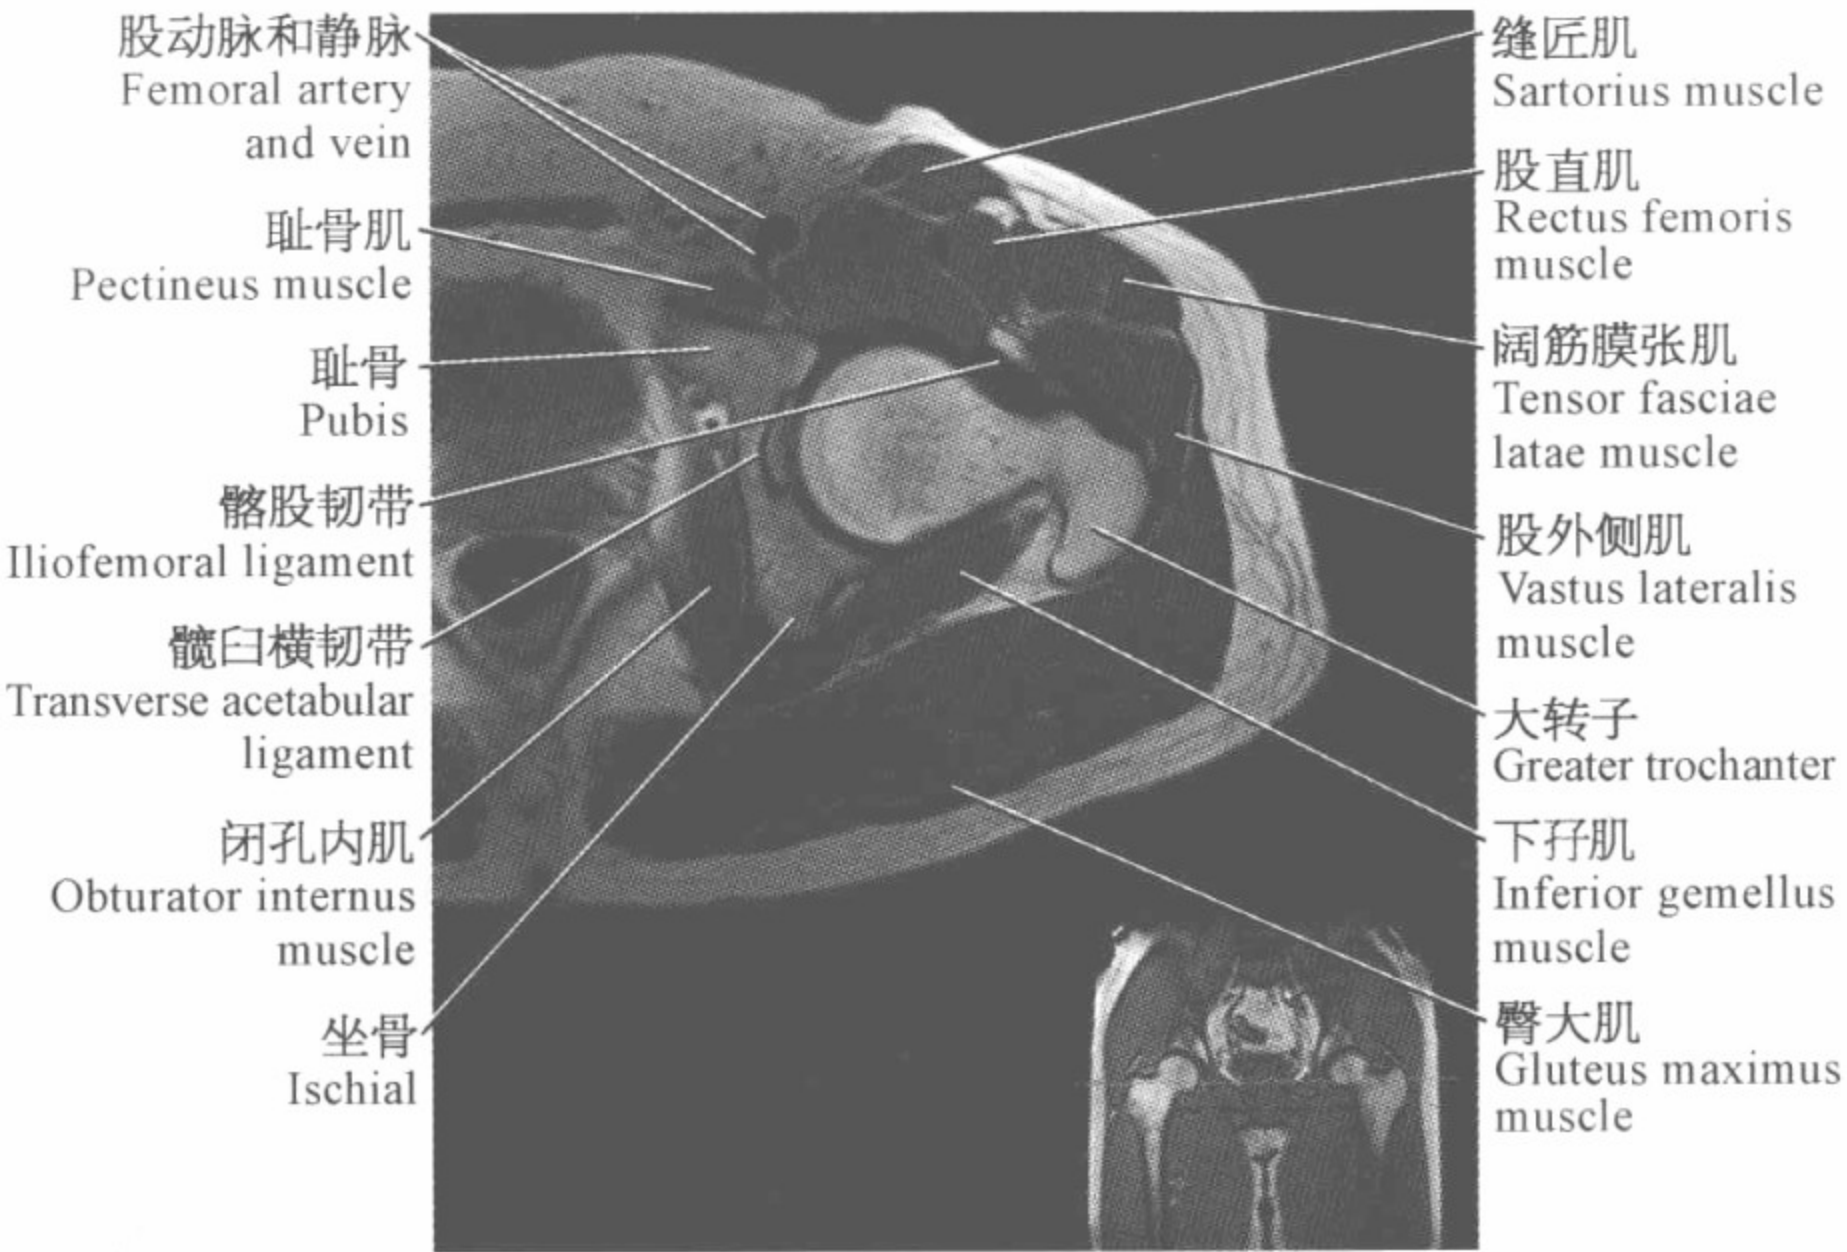 股动脉和静脉
Femoral artery
and vein
耻骨肌
Pectineus muscle
耻骨
Pubis
髂股韧带
Iliofemoral ligament
髋臼横韧带
Transverse acetabular
ligament
闭孔内肌
Obturator internus
muscle
坐骨
Ischial
缝匠肌
Sartorius muscle
股直肌
Rectus femoris
muscle
阔筋膜张肌
Tensor fasciae
latae muscle
股外侧肌
Vastus lateralis
muscle
大转子
Greater trochanter
下孖肌
Inferior gemellus
muscle
臀大肌
Gluteus maximus
muscle